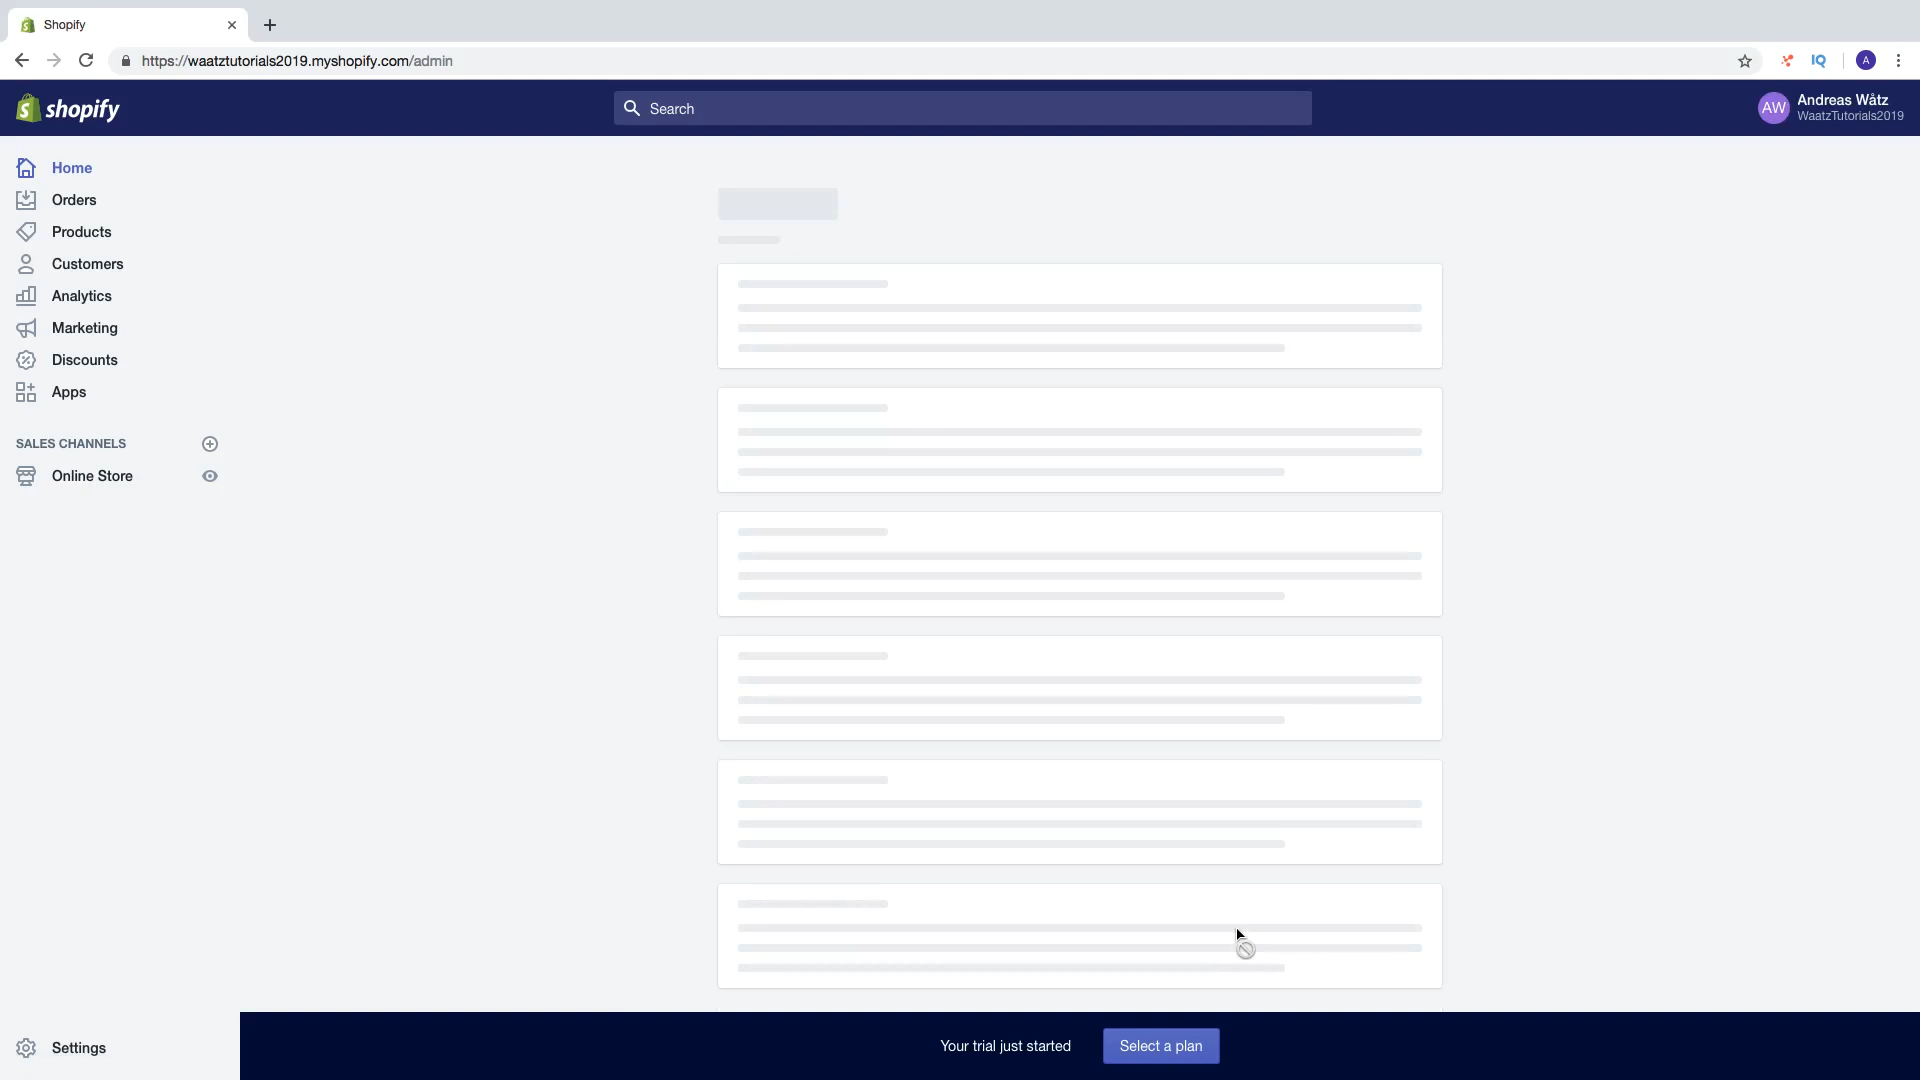 Shopify
https://waatztutorials2019.myshopify.com/admin
IQ
A
shopify
Search
AW
Andreas Wåtz
WaatzTutorials2019
Home
Orders
Products
Customers
Analytics
Marketing
Discounts
Apps
SALES CHANNELS
Online Store
Settings
Your trial just started
Select a plan